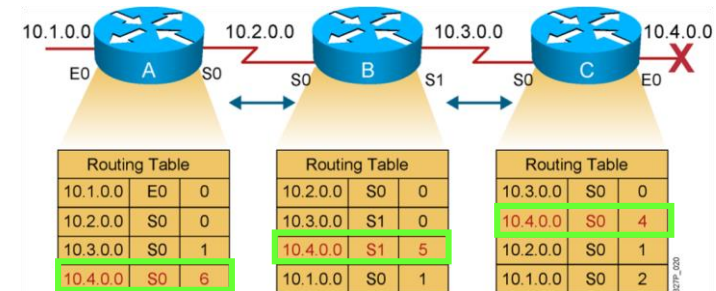 10.1.0.0 10.2.0.0 10.3.0.0 10.4.0.0
A B C
E0 S0 S0 S1 S0 E0
Routing Table
10.1.0.0 E0 0
10.2.0.0 S0 0
10.3.0.0 S0 1
10.4.0.0 S0 6
Routing Table
10.2.0.0 S0 0
10.3.0.0 S1 0
10.4.0.0 S1 5
10.1.0.0 S0 1
Routing Table
10.3.0.0 S0 0
10.4.0.0 S0 4
10.2.0.0 S0 1
10.1.0.0 S0 2